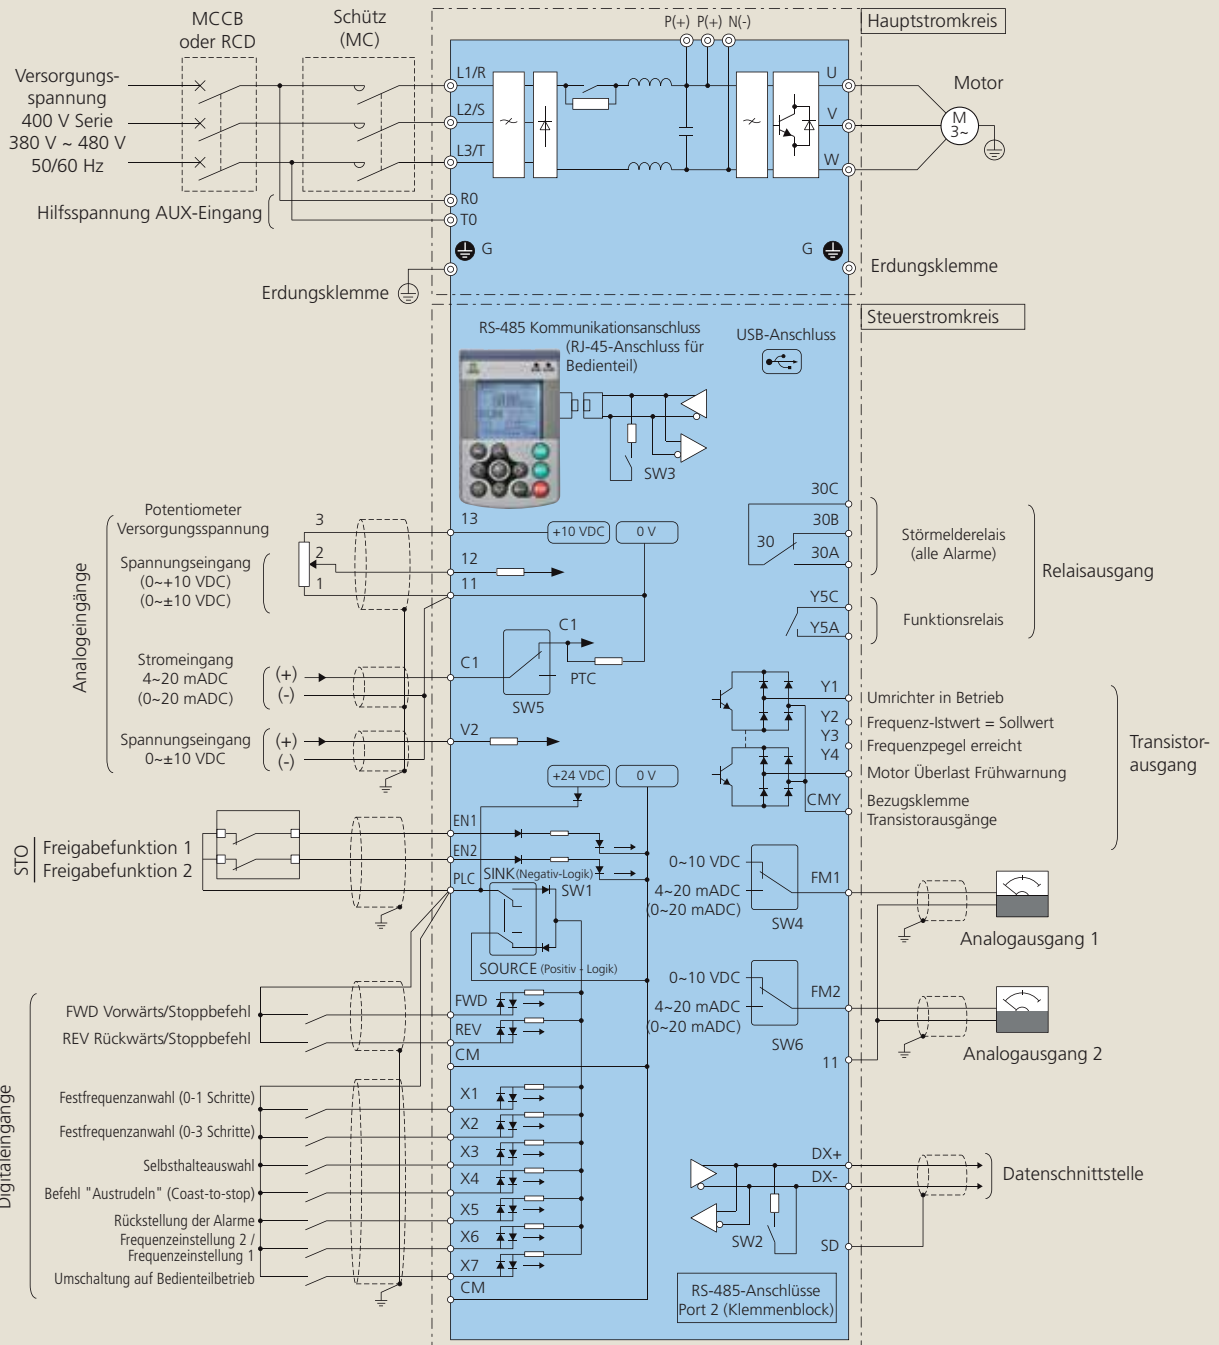 MCCB
oder RCD
Schütz
(MC)
P(+) P(+) N(-)
Hauptstromkreis
Versorgungs-
spannung
400 V Serie
380 V ~ 480 V
50/60 Hz
L1/R
L2/S
L3/T
U
V
W
Motor
M
3~
R0
T0
Hilfsspannung AUX-Eingang
G
G
Erdungsklemme
Erdungsklemme
Steuerstromkreis
RS-485 Kommunikationsanschluss
(RJ-45-Anschluss für
Bedienteil)
USB-Anschluss
SW3
Analogeingänge
Potentiometer
Versorgungsspannung
3
2
1
13
+10 VDC
0 V
Spannungseingang
(0~+10 VDC)
(0~±10 VDC)
12
11
Stromeingang
4~20 mADC
(0~20 mADC)
(+)
(-)
C1
C1
PTC
SW5
Spannungseingang
0~±10 VDC
(+)
(-)
V2
30C
30B
30
30A
Störmelderelais
(alle Alarme)
Relaisausgang
Y5C
Y5A
Funktionsrelais
Y1
Umrichter in Betrieb
Y2
Frequenz-Istwert = Sollwert
Y3
Frequenzpegel erreicht
Y4
Motor Überlast Frühwarnung
CMY
Bezugsklemme
Transistorausgänge
Transistor-
ausgang
+24 VDC
0 V
STO
Freigabefunktion 1
Freigabefunktion 2
EN1
EN2
PLC
SINK (Negativ-Logik)
SW1
SOURCE (Positiv - Logik)
0~10 VDC
4~20 mADC
(0~20 mADC)
SW4
FM1
Analogausgang 1
0~10 VDC
4~20 mADC
(0~20 mADC)
SW6
FM2
Analogausgang 2
11
Digitaleingänge
FWD Vorwärts/Stoppbefehl
FWD
REV Rückwärts/Stoppbefehl
REV
CM
Festfrequenzanwahl (0-1 Schritte)
X1
Festfrequenzanwahl (0-3 Schritte)
X2
Selbsthalteauswahl
X3
Befehl "Austrudeln" (Coast-to-stop)
X4
Rückstellung der Alarme
X5
Frequenzeinstellung 2 /
Frequenzeinstellung 1
X6
Umschaltung auf Bedienteilbetrieb
X7
CM
DX+
DX-
Datenschnittstelle
SW2
SD
RS-485-Anschlüsse
Port 2 (Klemmenblock)